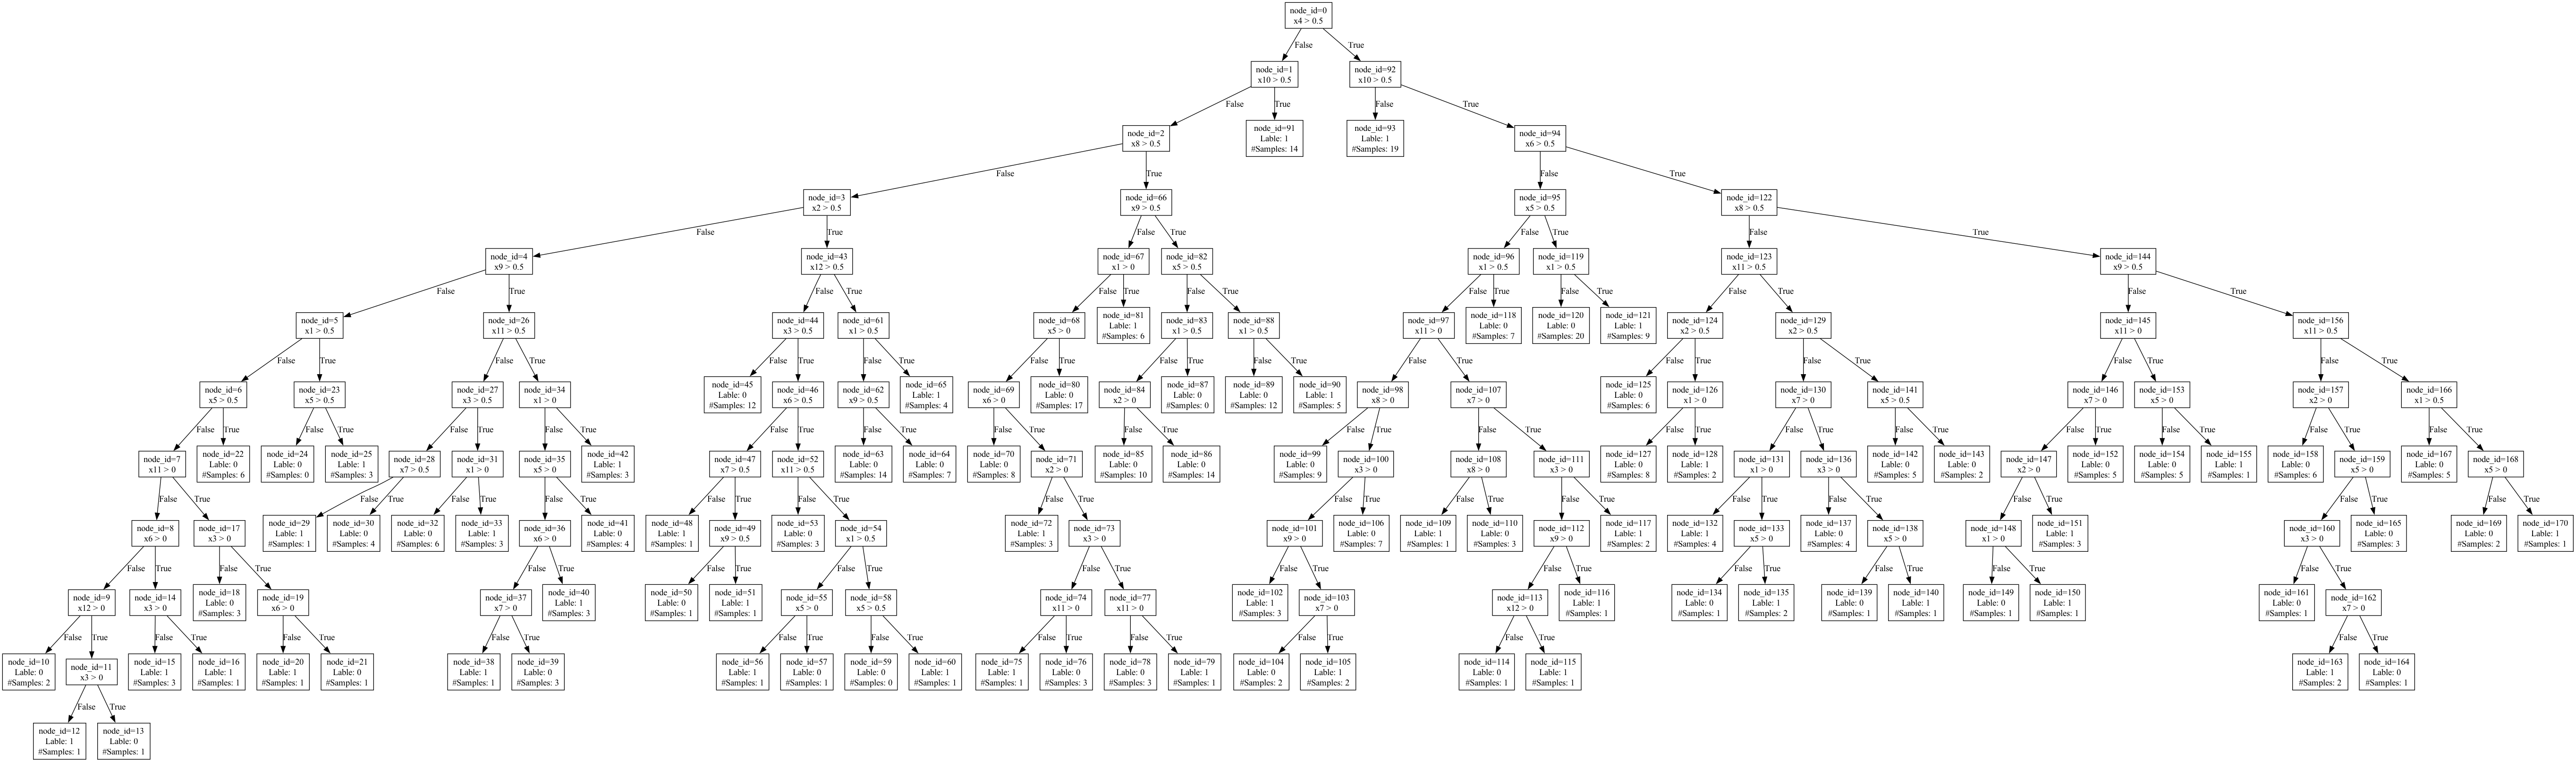 node_id=0
x4 > 0.5
False
True
node_id=1
x10 > 0.5
node_id=92
x10 > 0.5
False
True
False
True
node_id=2
x8 > 0.5
node_id=91
Lable: 1
#Samples: 14
node_id=93
Lable: 1
#Samples: 19
node_id=94
x6 > 0.5
False
True
False
True
node_id=3
x2 > 0.5
node_id=66
x9 > 0.5
node_id=95
x5 > 0.5
node_id=122
x8 > 0.5
False
True
False
True
False
True
False
True
node_id=4
x9 > 0.5
node_id=43
x12 > 0.5
node_id=67
x1 > 0
node_id=82
x5 > 0.5
node_id=96
x1 > 0.5
node_id=119
x1 > 0.5
node_id=123
x11 > 0.5
node_id=144
x9 > 0.5
False
True
False
True
False
True
False
True
False
True
False
True
False
True
False
True
node_id=5
x1 > 0.5
node_id=26
x11 > 0.5
node_id=44
x3 > 0.5
node_id=61
x1 > 0.5
node_id=68
x5 > 0
node_id=81
Lable: 1
#Samples: 6
node_id=83
x1 > 0.5
node_id=88
x1 > 0.5
node_id=97
x11 > 0
node_id=118
Lable: 0
#Samples: 7
node_id=120
Lable: 0
#Samples: 20
node_id=121
Lable: 1
#Samples: 9
node_id=124
x2 > 0.5
node_id=129
x2 > 0.5
node_id=145
x11 > 0
node_id=156
x11 > 0.5
False
True
False
True
False
True
False
True
False
True
False
True
False
True
False
True
False
True
False
True
False
True
False
True
node_id=6
x5 > 0.5
node_id=23
x5 > 0.5
node_id=27
x3 > 0.5
node_id=34
x1 > 0
node_id=45
Lable: 0
#Samples: 12
node_id=46
x6 > 0.5
node_id=62
x9 > 0.5
node_id=65
Lable: 1
#Samples: 4
node_id=69
x6 > 0
node_id=80
Lable: 0
#Samples: 17
node_id=84
x2 > 0
node_id=87
Lable: 0
#Samples: 0
node_id=89
Lable: 0
#Samples: 12
node_id=90
Lable: 1
#Samples: 5
node_id=98
x8 > 0
node_id=107
x7 > 0
node_id=125
Lable: 0
#Samples: 6
node_id=126
x1 > 0
node_id=130
x7 > 0
node_id=141
x5 > 0.5
node_id=146
x7 > 0
node_id=153
x5 > 0
node_id=157
x2 > 0
node_id=166
x1 > 0.5
False
True
False
True
False
True
False
True
False
True
False
True
False
True
False
True
False
True
False
True
False
True
False
True
False
True
False
True
False
True
False
True
False
True
node_id=7
x11 > 0
node_id=22
Lable: 0
#Samples: 6
node_id=24
Lable: 0
#Samples: 0
node_id=25
Lable: 1
#Samples: 3
node_id=28
x7 > 0.5
node_id=31
x1 > 0
node_id=35
x5 > 0
node_id=42
Lable: 1
#Samples: 3
node_id=47
x7 > 0.5
node_id=52
x11 > 0.5
node_id=63
Lable: 0
#Samples: 14
node_id=64
Lable: 0
#Samples: 7
node_id=70
Lable: 0
#Samples: 8
node_id=71
x2 > 0
node_id=85
Lable: 0
#Samples: 10
node_id=86
Lable: 0
#Samples: 14
node_id=99
Lable: 0
#Samples: 9
node_id=100
x3 > 0
node_id=108
x8 > 0
node_id=111
x3 > 0
node_id=127
Lable: 0
#Samples: 8
node_id=128
Lable: 1
#Samples: 2
node_id=131
x1 > 0
node_id=136
x3 > 0
node_id=142
Lable: 0
#Samples: 5
node_id=143
Lable: 0
#Samples: 2
node_id=147
x2 > 0
node_id=152
Lable: 0
#Samples: 5
node_id=154
Lable: 0
#Samples: 5
node_id=155
Lable: 1
#Samples: 1
node_id=158
Lable: 0
#Samples: 6
node_id=159
x5 > 0
node_id=167
Lable: 0
#Samples: 5
node_id=168
x5 > 0
False
True
False
True
False
True
False
True
False
True
False
True
False
True
False
True
False
True
False
True
False
True
False
True
False
True
False
True
False
True
node_id=8
x6 > 0
node_id=17
x3 > 0
node_id=29
Lable: 1
#Samples: 1
node_id=30
Lable: 0
#Samples: 4
node_id=32
Lable: 0
#Samples: 6
node_id=33
Lable: 1
#Samples: 3
node_id=36
x6 > 0
node_id=41
Lable: 0
#Samples: 4
node_id=48
Lable: 1
#Samples: 1
node_id=49
x9 > 0.5
node_id=53
Lable: 0
#Samples: 3
node_id=54
x1 > 0.5
node_id=72
Lable: 1
#Samples: 3
node_id=73
x3 > 0
node_id=101
x9 > 0
node_id=106
Lable: 0
#Samples: 7
node_id=109
Lable: 1
#Samples: 1
node_id=110
Lable: 0
#Samples: 3
node_id=112
x9 > 0
node_id=117
Lable: 1
#Samples: 2
node_id=132
Lable: 1
#Samples: 4
node_id=133
x5 > 0
node_id=137
Lable: 0
#Samples: 4
node_id=138
x5 > 0
node_id=148
x1 > 0
node_id=151
Lable: 1
#Samples: 3
node_id=160
x3 > 0
node_id=165
Lable: 0
#Samples: 3
node_id=169
Lable: 0
#Samples: 2
node_id=170
Lable: 1
#Samples: 1
False
True
False
True
False
True
False
True
False
True
False
True
False
True
False
True
False
True
False
True
False
True
False
True
node_id=9
x12 > 0
node_id=14
x3 > 0
node_id=18
Lable: 0
#Samples: 3
node_id=19
x6 > 0
node_id=37
x7 > 0
node_id=40
Lable: 1
#Samples: 3
node_id=50
Lable: 0
#Samples: 1
node_id=51
Lable: 1
#Samples: 1
node_id=55
x5 > 0
node_id=58
x5 > 0.5
node_id=74
x11 > 0
node_id=77
x11 > 0
node_id=102
Lable: 1
#Samples: 3
node_id=103
x7 > 0
node_id=113
x12 > 0
node_id=116
Lable: 1
#Samples: 1
node_id=134
Lable: 0
#Samples: 1
node_id=135
Lable: 1
#Samples: 2
node_id=139
Lable: 0
#Samples: 1
node_id=140
Lable: 1
#Samples: 1
node_id=149
Lable: 0
#Samples: 1
node_id=150
Lable: 1
#Samples: 1
node_id=161
Lable: 0
#Samples: 1
node_id=162
x7 > 0
False
True
False
True
False
True
False
True
False
True
False
True
False
True
False
True
False
True
False
True
False
True
node_id=10
Lable: 0
#Samples: 2
node_id=11
x3 > 0
node_id=15
Lable: 1
#Samples: 3
node_id=16
Lable: 1
#Samples: 1
node_id=20
Lable: 1
#Samples: 1
node_id=21
Lable: 0
#Samples: 1
node_id=38
Lable: 1
#Samples: 1
node_id=39
Lable: 0
#Samples: 3
node_id=56
Lable: 1
#Samples: 1
node_id=57
Lable: 0
#Samples: 1
node_id=59
Lable: 0
#Samples: 0
node_id=60
Lable: 1
#Samples: 1
node_id=75
Lable: 1
#Samples: 1
node_id=76
Lable: 0
#Samples: 3
node_id=78
Lable: 0
#Samples: 3
node_id=79
Lable: 1
#Samples: 1
node_id=104
Lable: 0
#Samples: 2
node_id=105
Lable: 1
#Samples: 2
node_id=114
Lable: 0
#Samples: 1
node_id=115
Lable: 1
#Samples: 1
node_id=163
Lable: 1
#Samples: 2
node_id=164
Lable: 0
#Samples: 1
False
True
node_id=12
Lable: 1
#Samples: 1
node_id=13
Lable: 0
#Samples: 1